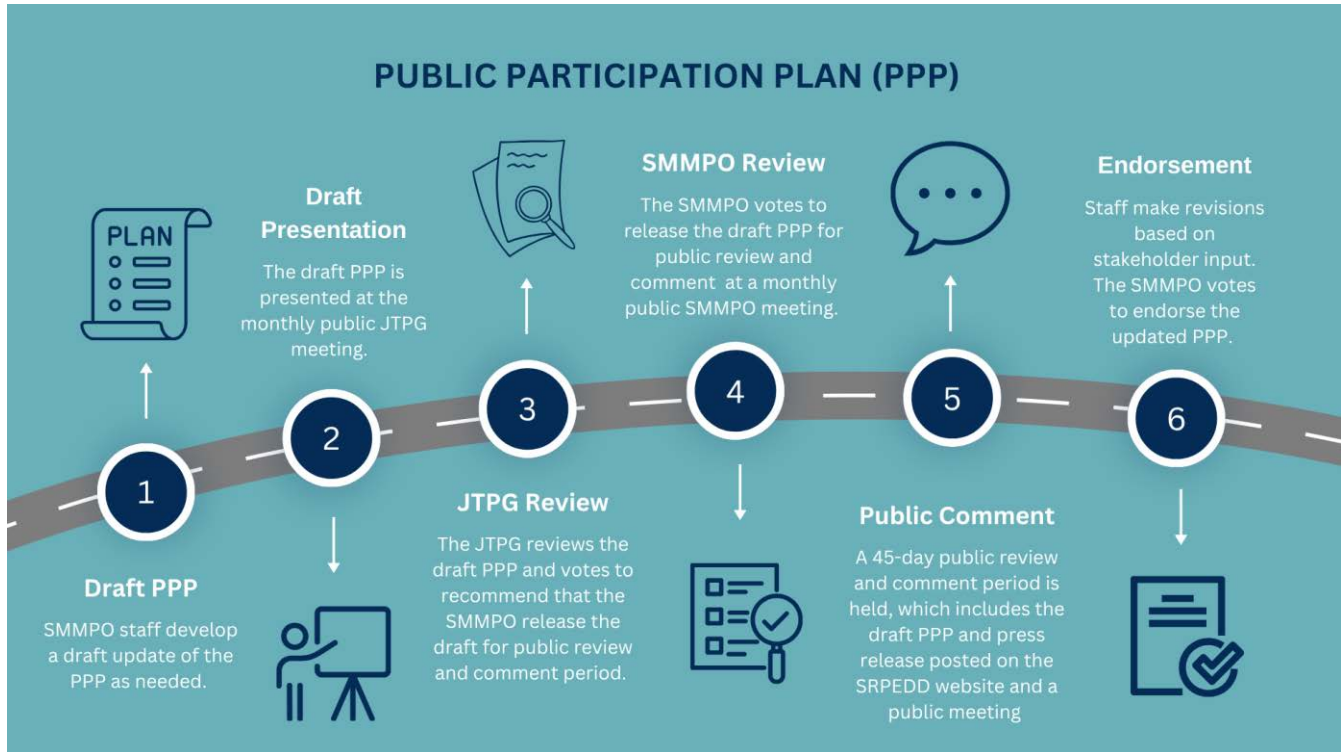 PUBLIC PARTICIPATION PLAN (PPP)
PLAN
1
Draft PPP
SMMPO staff develop
a draft update of the
PPP as needed.
Draft
Presentation
The draft PPP is
presented at the
monthly public JTPG
meeting.
2
3
JTPG Review
The JTPG reviews the
draft PPP and votes to
recommend that the
SMMPO release the
draft for public review
and comment period.
SMMPO Review
The SMMPO votes to
release the draft PPP for
public review and
comment at a monthly
public SMMPO meeting.
4
5
Public Comment
A 45-day public review
and comment period is
held, which includes the
draft PPP and press
release posted on the
SRPEDD website and a
public meeting
Endorsement
Staff make revisions
based on
stakeholder input.
The SMMPO votes
to endorse the
updated PPP.
6